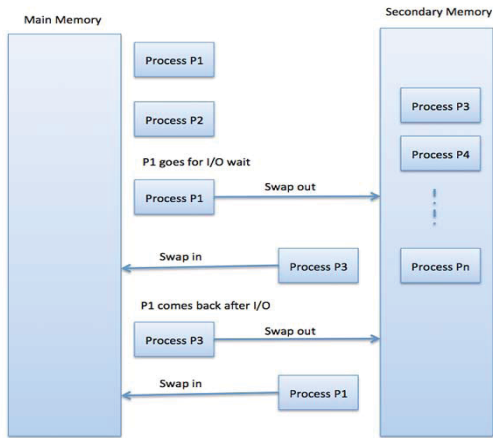 Main Memory
Secondary Memory
Process P1
Process P2
Process P3
Process P4
P1 goes for I/O wait
Process P1
Swap out
Swap in
Process P3
Process Pn
P1 comes back after I/O
Process P3
Swap out
Swap in
Process P1